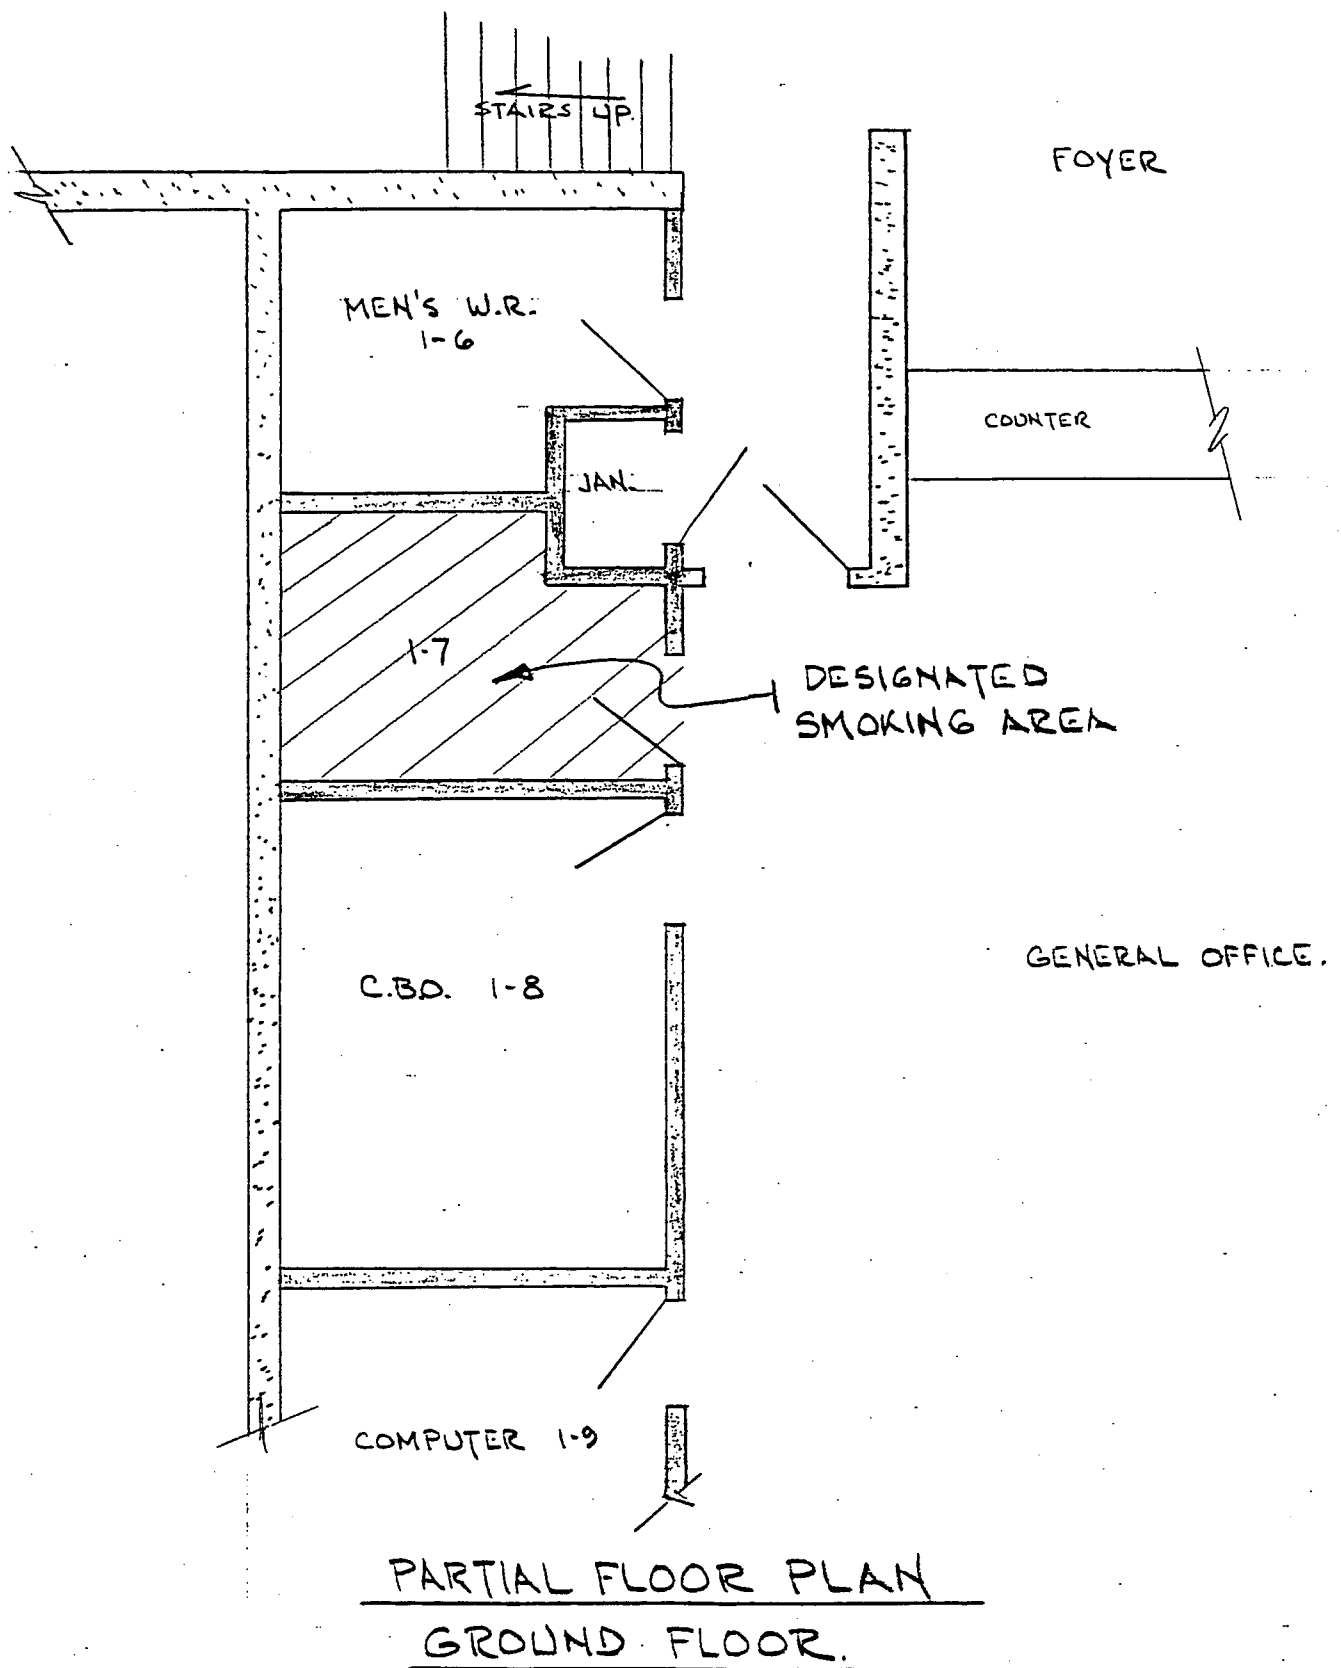 STAIRS UP.
FOYER
MEN'S W.R.
1-6
COUNTER
JAN.
1-7
DESIGNATED
SMOKING AREA
GENERAL OFFICE.
C.B.O. 1-8
COMPUTER 1-9
PARTIAL FLOOR PLAN
GROUND FLOOR.